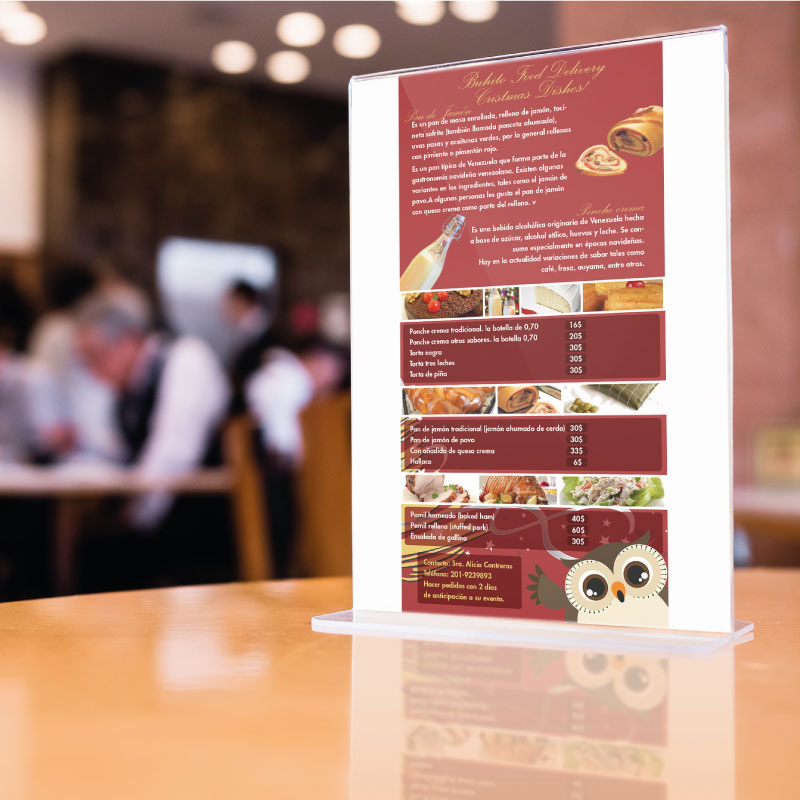 Buhito Food Delivery
Cristmas Dishes!
Pan de Jamón
Es un pan de masa enrollada, relleno de jamón, toci-
neta sofrita (también llamada panceta ahumada),
uvas pasas y aceitunas verdes, por lo general rellenas
con pimiento o pimentón rojo.
Es un pan típico de Venezuela que forma parte de la
gastronomía navideña venezolana. Existen algunas
variantes en los ingredientes, tales como el jamón de
pavo.A algunas personas les gusta el pan de jamón
con queso crema como parte del relleno. v
Ponche crema
Es una bebida alcohólica originaria de Venezuela hecha
a base de azúcar, alcohol etílico, huevos y leche. Se con-
sume especialmente en épocas navideñas.
Hay en la actualidad variaciones de sabor tales como
café, fresa, auyama, entre otros.
Ponche crema tradicional. la botella de 0,70 16$
Ponche crema otros sabores. la botella 0,70 20$
Torta negra 30$
Torta tres leches 30$
Torta de piña 30$
Pan de jamón tradicional (jamón ahumado de cerdo) 30$
Pan de jamón de pavo 30$
Con añadida de queso crema 33$
Hallaca 6$
Pernil horneado (baked ham) 40$
Pernil relleno (stuffed pork) 60$
Ensalada de gallina 30$
Contacto: Sra. Alicia Contreras
Teléfono: 201-9239893
Hacer pedidos con 2 días
de anticipación a su evento.